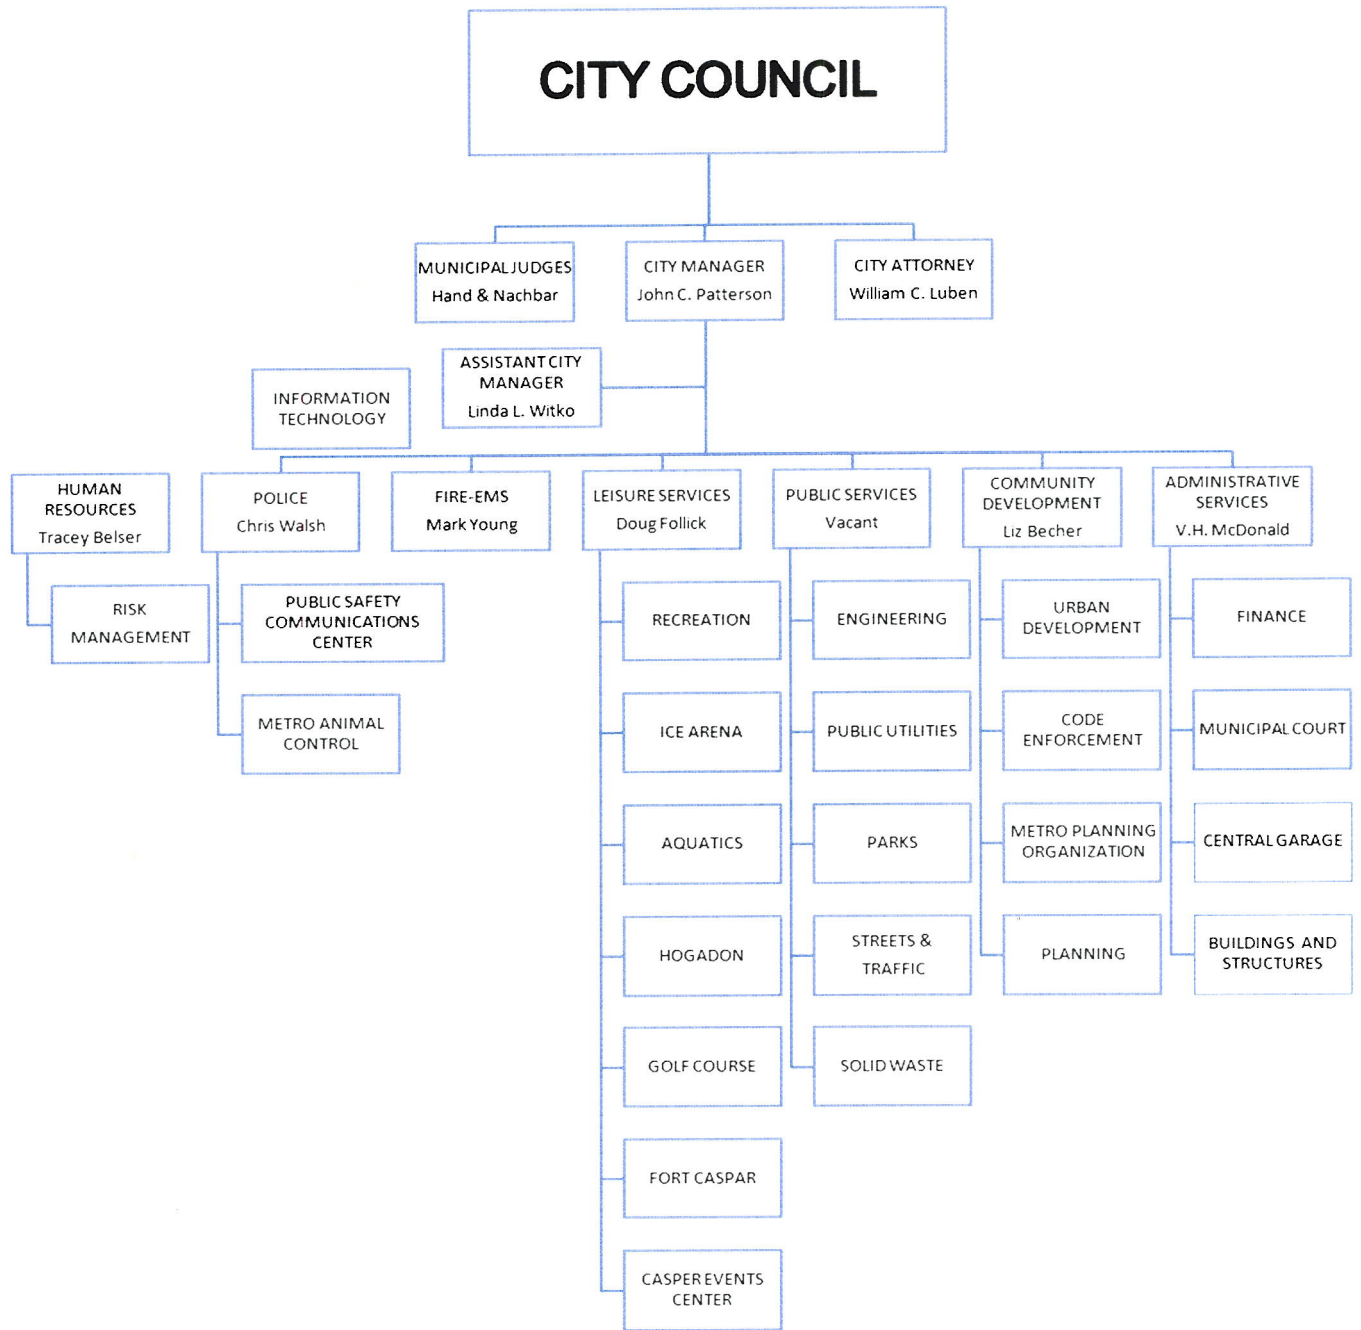 CITY COUNCIL
MUNICIPAL JUDGES
Hand & Nachbar
CITY MANAGER
John C. Patterson
CITY ATTORNEY
William C. Luben
ASSISTANT CITY
MANAGER
Linda L. Witko
INFORMATION
TECHNOLOGY
HUMAN
RESOURCES
Tracey Belser
POLICE
Chris Walsh
FIRE-EMS
Mark Young
LEISURE SERVICES
Doug Follick
PUBLIC SERVICES
Vacant
COMMUNITY
DEVELOPMENT
Liz Becher
ADMINISTRATIVE
SERVICES
V.H. McDonald
RISK
MANAGEMENT
PUBLIC SAFETY
COMMUNICATIONS
CENTER
METRO ANIMAL
CONTROL
RECREATION
ICE ARENA
AQUATICS
HOGADON
GOLF COURSE
FORT CASPAR
CASPER EVENTS
CENTER
ENGINEERING
PUBLIC UTILITIES
PARKS
STREETS &
TRAFFIC
SOLID WASTE
URBAN
DEVELOPMENT
CODE
ENFORCEMENT
METRO PLANNING
ORGANIZATION
PLANNING
FINANCE
MUNICIPAL COURT
CENTRAL GARAGE
BUILDINGS AND
STRUCTURES